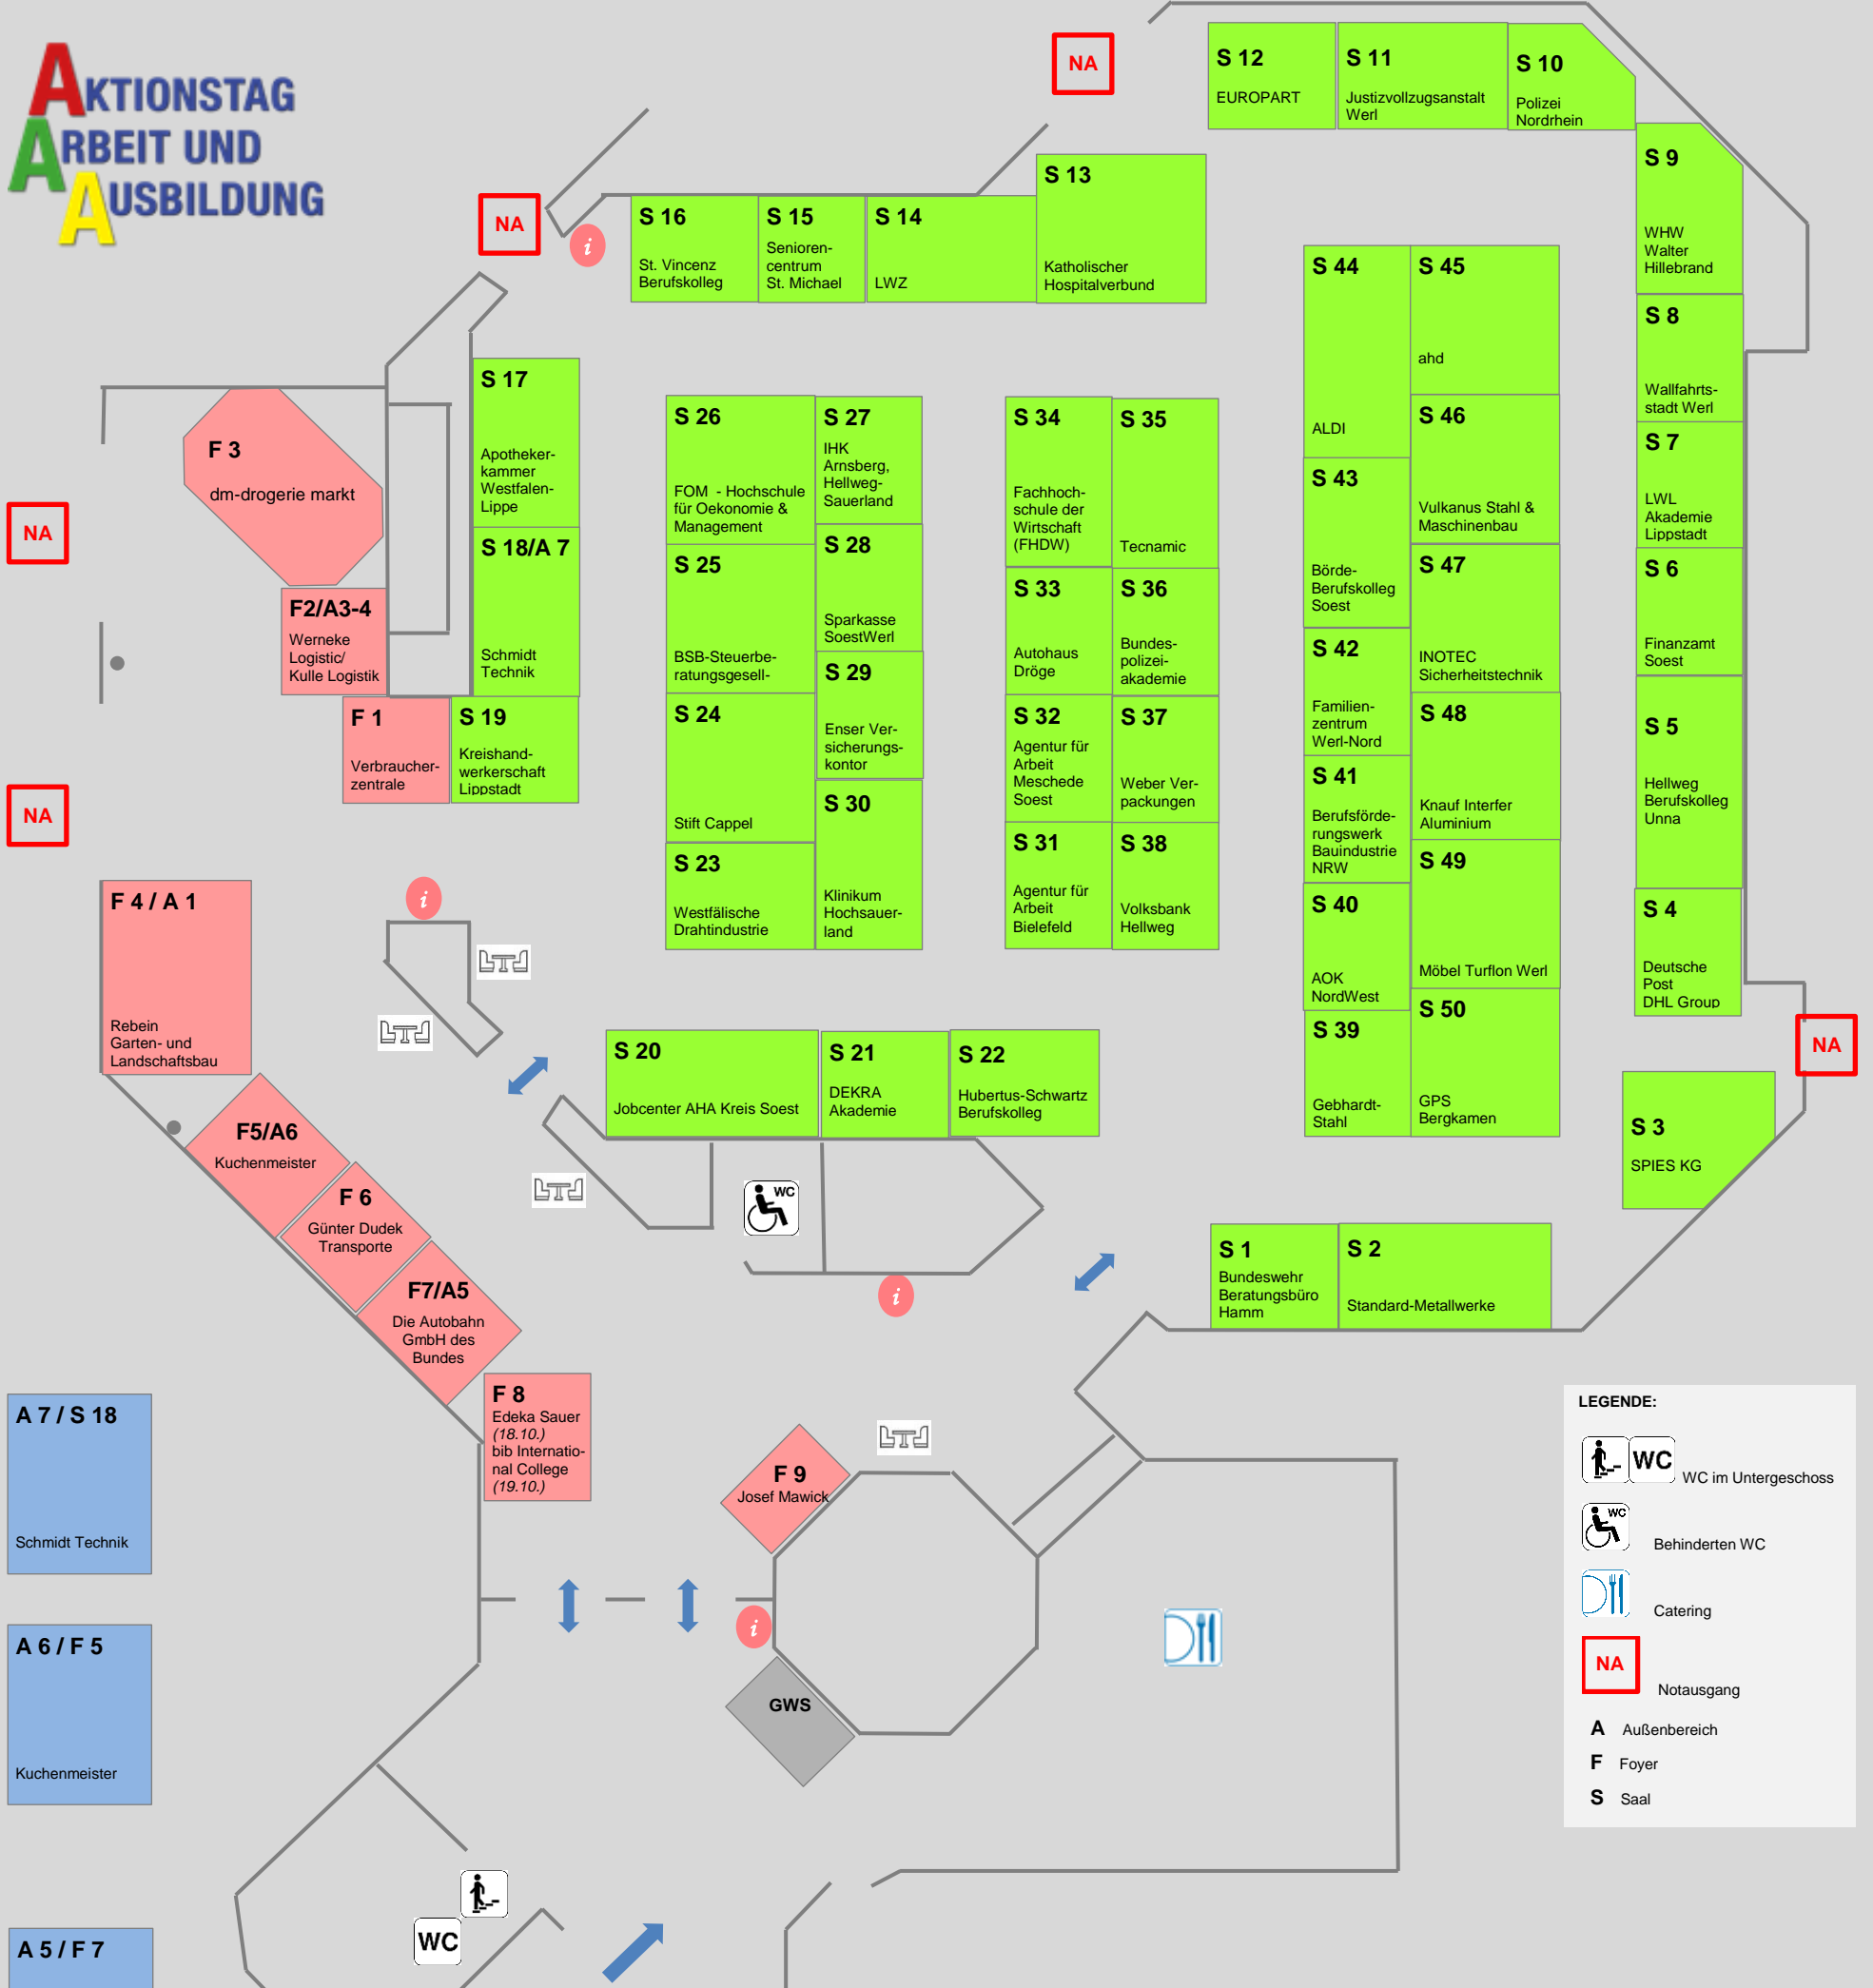 AKTIONSTAG
ARBEIT UND
AUSBILDUNG
NA
S 12
EUROPART
S 11
Justizvollzugsanstalt
Werl
S 10
Polizei
Nordrhein
S 9
WHW
Walter
Hillebrand
NA
i
S 16
St. Vincenz
Berufskolleg
S 15
Senioren-
centrum
St. Michael
S 14
LWZ
S 13
Katholischer
Hospitalverbund
S 44
ALDI
S 45
ahd
S 8
Wallfahrts-
stadt Werl
S 17
Apotheker-
kammer
Westfalen-
Lippe
F 3
dm-drogerie markt
NA
S 26
FOM  - Hochschule
für Oekonomie &
Management
S 27
IHK
Arnsberg,
Hellweg-
Sauerland
S 34
Fachhoch-
schule der
Wirtschaft
(FHDW)
S 35
Tecnamic
S 43
Börde-
Berufskolleg
Soest
S 46
Vulkanus Stahl &
Maschinenbau
S 7
LWL
Akademie
Lippstadt
S 18/A 7
Schmidt
Technik
F2/A3-4
Werneke
Logistic/
Kulle Logistik
S 25
BSB-Steuerbe-
ratungsgesell-
S 28
Sparkasse
SoestWerl
S 33
Autohaus
Dröge
S 36
Bundes-
polizei-
akademie
S 42
Familien-
zentrum
Werl-Nord
S 47
INOTEC
Sicherheitstechnik
S 6
Finanzamt
Soest
F 1
Verbraucher-
zentrale
S 19
Kreishand-
werkerschaft
Lippstadt
NA
S 24
Stift Cappel
S 29
Enser Ver-
sicherungs-
kontor
S 32
Agentur für
Arbeit
Meschede
Soest
S 37
Weber Ver-
packungen
S 41
Berufsförde-
rungswerk
Bauindustrie
NRW
S 48
Knauf Interfer
Aluminium
S 5
Hellweg
Berufskolleg
Unna
S 23
Westfälische
Drahtindustrie
S 30
Klinikum
Hochsauer-
land
S 31
Agentur für
Arbeit
Bielefeld
S 38
Volksbank
Hellweg
S 40
AOK
NordWest
S 49
Möbel Turflon Werl
S 4
Deutsche
Post
DHL Group
F 4 / A 1
Rebein
Garten- und
Landschaftsbau
i
S 20
Jobcenter AHA Kreis Soest
S 21
DEKRA
Akademie
S 22
Hubertus-Schwartz
Berufskolleg
S 39
Gebhardt-
Stahl
S 50
GPS
Bergkamen
NA
S 3
SPIES KG
F5/A6
Kuchenmeister
F 6
Günter Dudek
Transporte
F7/A5
Die Autobahn
GmbH des
Bundes
WC
i
S 1
Bundeswehr
Beratungsbüro
Hamm
S 2
Standard-Metallwerke
F 8
Edeka Sauer
(18.10.)
bib Internatio-
nal College
(19.10.)
F 9
Josef Mawick
i
GWS
A 7 / S 18
Schmidt Technik
A 6 / F 5
Kuchenmeister
A 5 / F 7
WC
LEGENDE:
WC
WC im Untergeschoss
WC
Behinderten WC
Catering
NA
Notausgang
A Außenbereich
F Foyer
S Saal